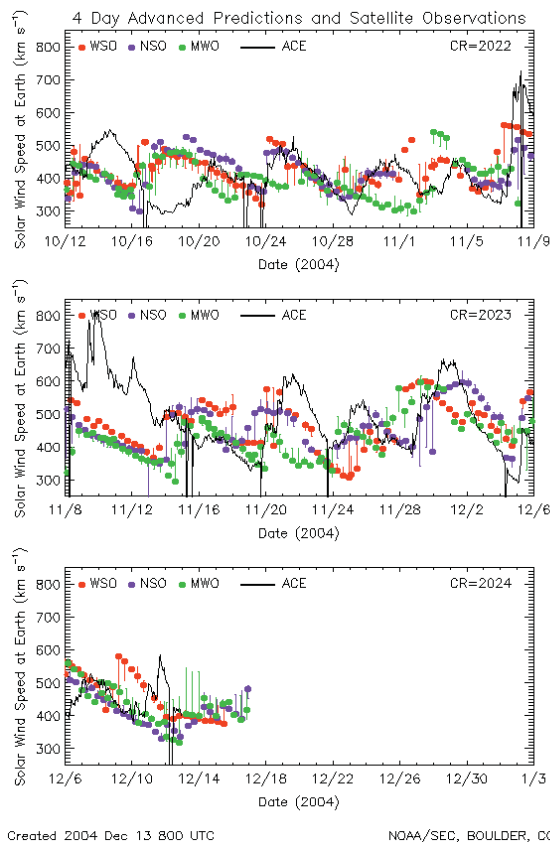 4 Day Advanced Predictions and Satellite Observations
Solar Wind Speed at Earth (km s⁻¹)
WSO NSO MWO ACE CR=2022
800
700
600
500
400
300
10/12 10/16 10/20 10/24 10/28 11/1 11/5 11/9
Date (2004)
Solar Wind Speed at Earth (km s⁻¹)
WSO NSO MWO ACE CR=2023
800
700
600
500
400
300
11/8 11/12 11/16 11/20 11/24 11/28 12/2 12/6
Date (2004)
Solar Wind Speed at Earth (km s⁻¹)
WSO NSO MWO ACE CR=2024
800
700
600
500
400
300
12/6 12/10 12/14 12/18 12/22 12/26 12/30 1/3
Date (2004)
Created 2004 Dec 13 800 UTC NOAA/SEC, BOULDER, CO